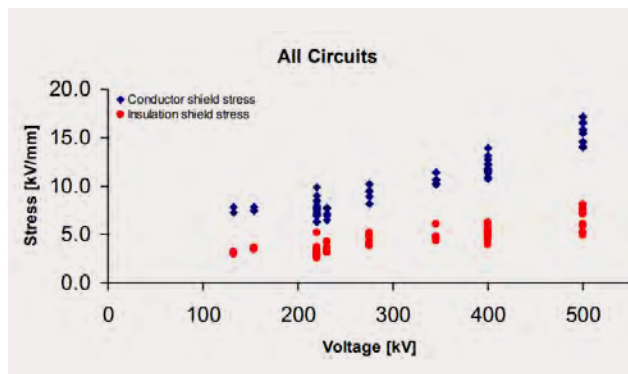 All Circuits
20.0
Conductor shield stress
Insulation shield stress
15.0
10.0
5.0
0.0
Stress [kV/mm]
0 100 200 300 400 500
Voltage [kV]